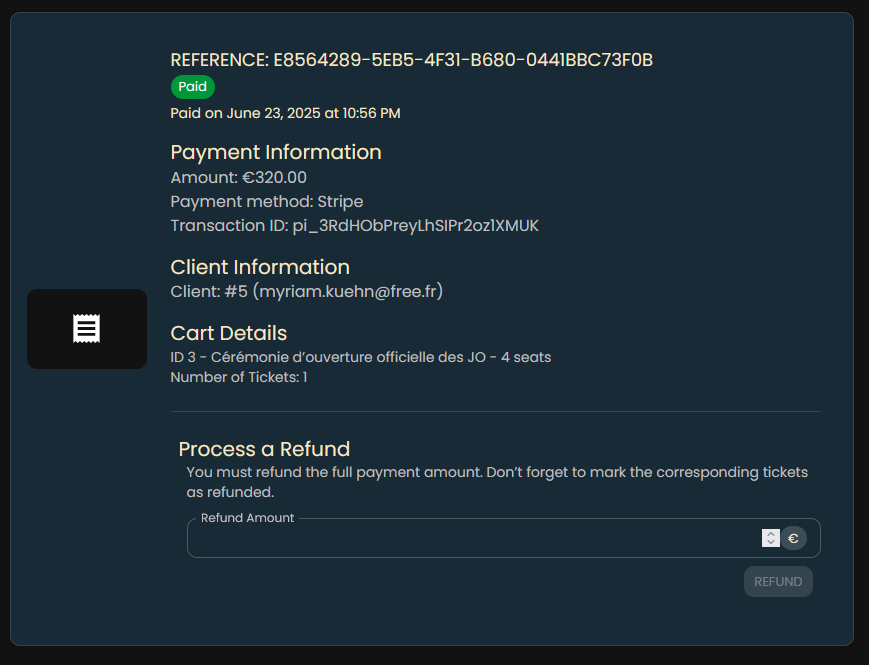 REFERENCE: E8564289-5EB5-4F31-B680-0441BBC73F0B
Paid
Paid on June 23, 2025 at 10:56 PM
Payment Information
Amount: €320.00
Payment method: Stripe
Transaction ID: pi_3RdHObPreyLhSIPr2oz1XMUK
Client Information
Client: #5 (myriam.kuehn@free.fr)
Cart Details
ID 3 - Cérémonie d’ouverture officielle des JO - 4 seats
Number of Tickets: 1
Process a Refund
You must refund the full payment amount. Don’t forget to mark the corresponding tickets
as refunded.
Refund Amount
€
REFUND